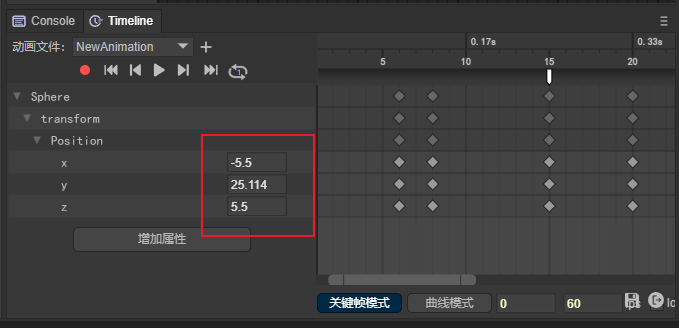 Console Timeline
动画文件: NewAnimation
0.17s 0.33s
5 10 15 20
Sphere
transform
Position
x -5.5
y 25.114
z 5.5
增加属性
关键帧模式 曲线模式 0 60